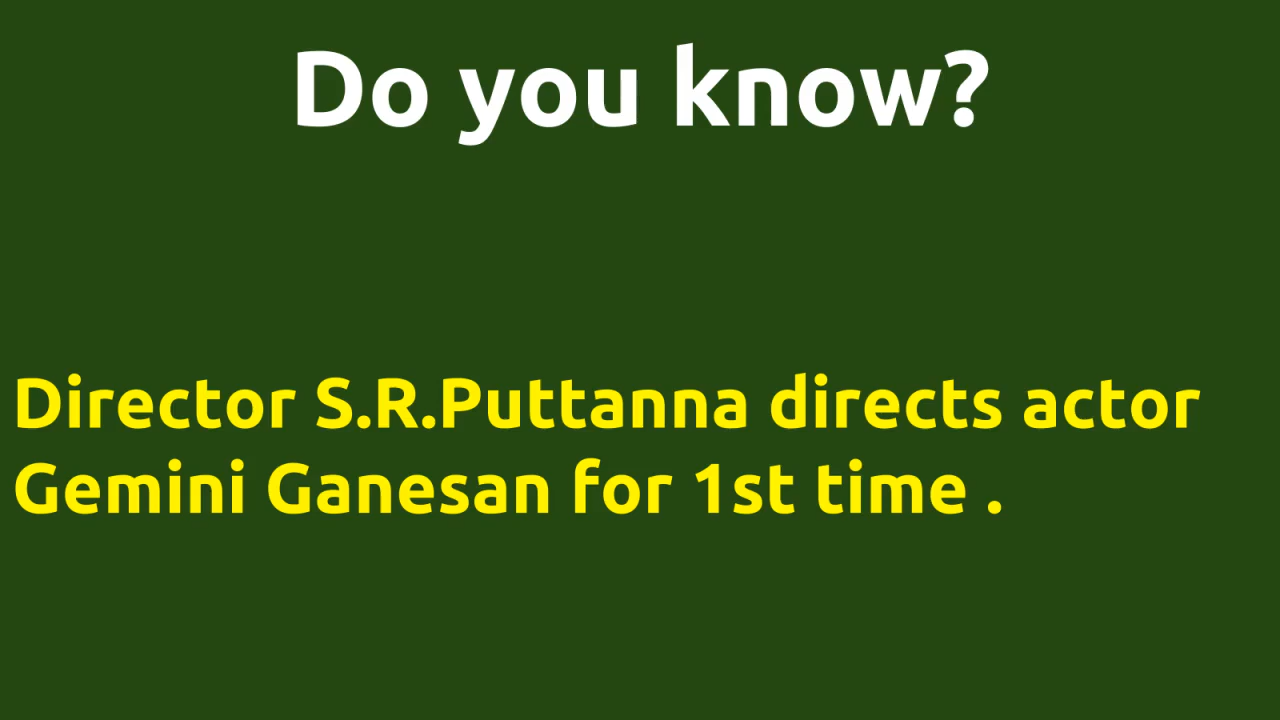 Do you know?
Director S.R.Puttanna directs actor
Gemini Ganesan for 1st time .